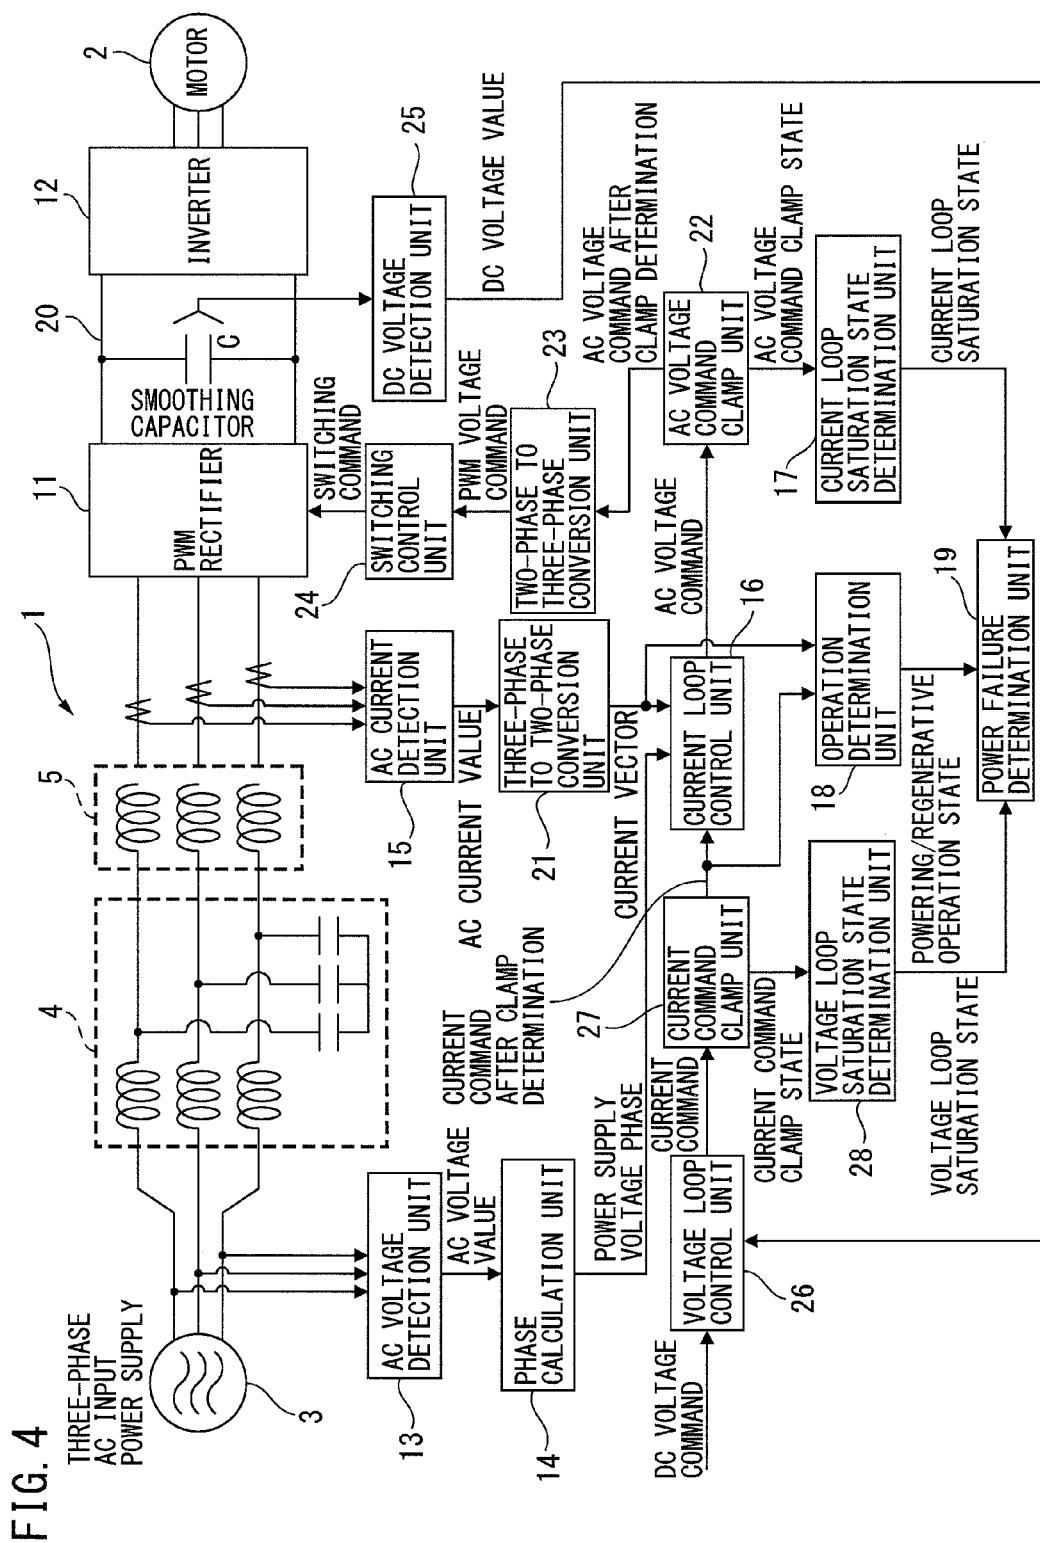 FIG. 4
THREE-PHASE
AC INPUT
POWER SUPPLY
3
4
5
1
11
PWM
RECTIFIER
20
SMOOTHING
CAPACITOR
C
12
INVERTER
2
MOTOR
13
AC VOLTAGE
DETECTION UNIT
AC VOLTAGE
VALUE
14
PHASE
CALCULATION UNIT
POWER SUPPLY
VOLTAGE PHASE
15
AC CURRENT
DETECTION
UNIT
AC CURRENT VALUE
21
THREE-PHASE
TO TWO-PHASE
CONVERSION
UNIT
CURRENT VECTOR
24
SWITCHING
CONTROL
UNIT
SWITCHING
COMMAND
PWM VOLTAGE
COMMAND
23
TWO-PHASE TO
THREE-PHASE
CONVERSION UNIT
25
DC VOLTAGE
DETECTION UNIT
DC VOLTAGE VALUE
AC VOLTAGE
COMMAND AFTER
CLAMP DETERMINATION
CURRENT
COMMAND
AFTER CLAMP
DETERMINATION
DC VOLTAGE
COMMAND
26
VOLTAGE LOOP
CONTROL UNIT
CURRENT
COMMAND
27
CURRENT
COMMAND
CLAMP UNIT
16
CURRENT LOOP
CONTROL UNIT
AC VOLTAGE
COMMAND
22
AC VOLTAGE
COMMAND
CLAMP UNIT
AC VOLTAGE
COMMAND CLAMP STATE
CURRENT COMMAND
CLAMP STATE
28
VOLTAGE LOOP
SATURATION STATE
DETERMINATION UNIT
18
OPERATION
DETERMINATION
UNIT
17
CURRENT LOOP
SATURATION STATE
DETERMINATION UNIT
VOLTAGE LOOP
SATURATION STATE
POWERING/REGENERATIVE
OPERATION STATE
CURRENT LOOP
SATURATION STATE
19
POWER FAILURE
DETERMINATION UNIT